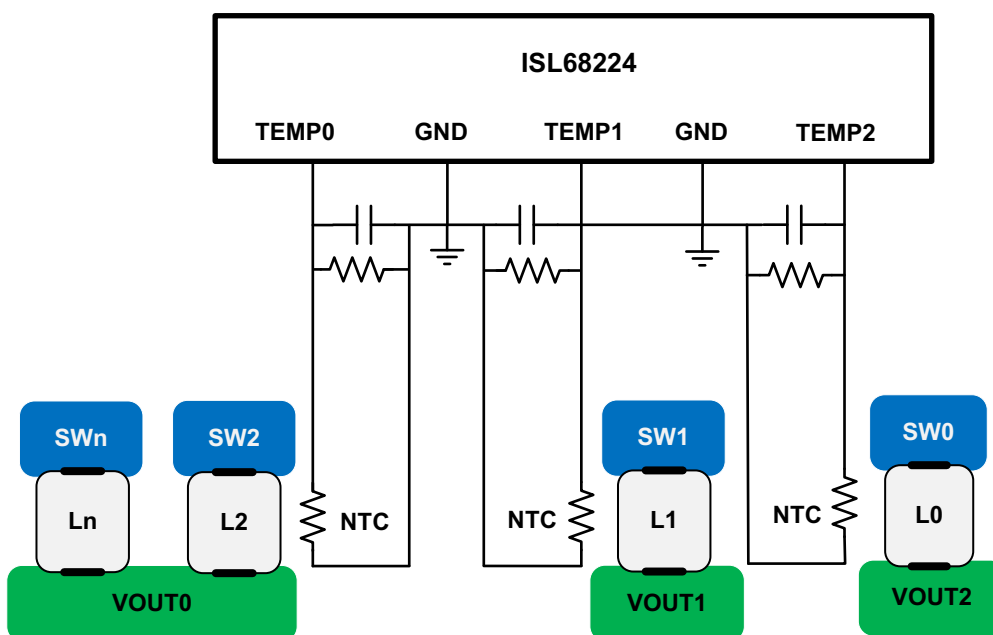 ISL68224
TEMP0 GND TEMP1 GND TEMP2
SWn SW2 SW1 SW0
Ln L2 NTC NTC L1 NTC L0
VOUT0 VOUT1 VOUT2